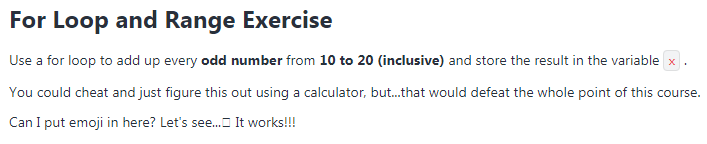 For Loop and Range Exercise
Use a for loop to add up every odd number from 10 to 20 (inclusive) and store the result in the variable x .
You could cheat and just figure this out using a calculator, but...that would defeat the whole point of this course.
Can I put emoji in here? Let's see...▯ It works!!!